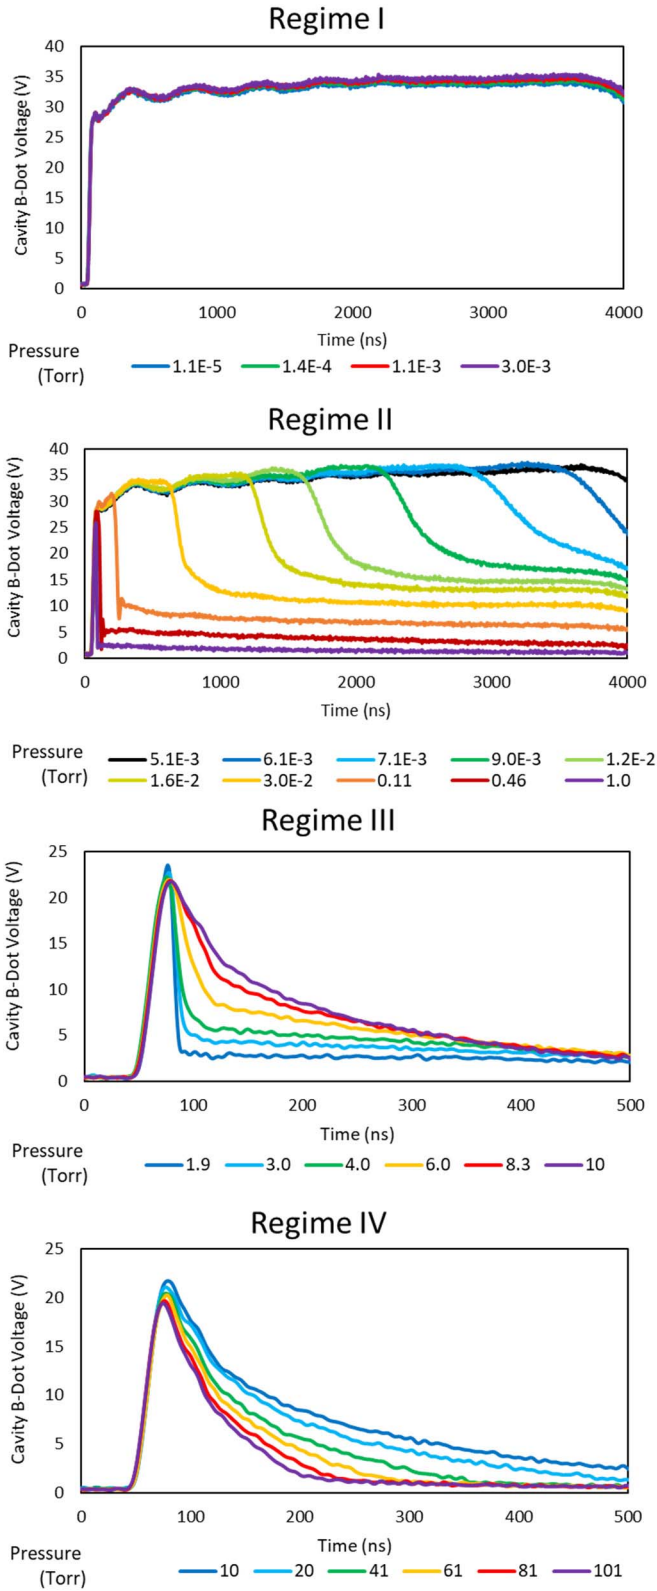 Regime I
Cavity B-Dot Voltage (V)
40
35
30
25
20
15
10
5
0
0 1000 2000 3000 4000
Time (ns)
Pressure
(Torr)
1.1E-5 1.4E-4 1.1E-3 3.0E-3
Regime II
Cavity B-Dot Voltage (V)
40
35
30
25
20
15
10
5
0
0 1000 2000 3000 4000
Time (ns)
Pressure
(Torr)
5.1E-3 6.1E-3 7.1E-3 9.0E-3 1.2E-2
1.6E-2 3.0E-2 0.11 0.46 1.0
Regime III
Cavity B-Dot Voltage (V)
25
20
15
10
5
0
0 100 200 300 400 500
Time (ns)
Pressure
(Torr)
1.9 3.0 4.0 6.0 8.3 10
Regime IV
Cavity B-Dot Voltage (V)
25
20
15
10
5
0
0 100 200 300 400 500
Time (ns)
Pressure
(Torr)
10 20 41 61 81 101